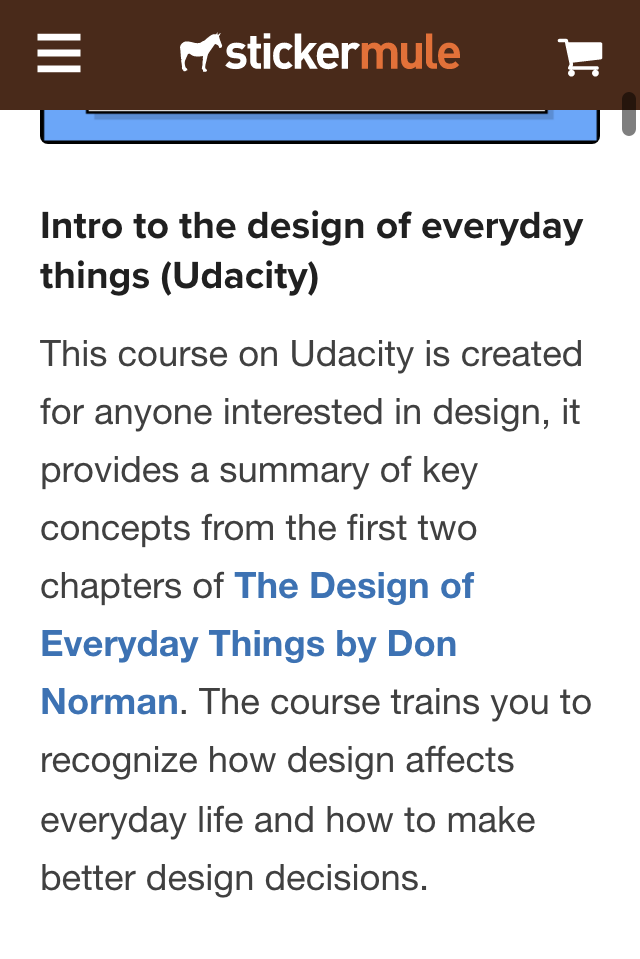 stickermule
Intro to the design of everyday
things (Udacity)
This course on Udacity is created
for anyone interested in design, it
provides a summary of key
concepts from the first two
chapters of The Design of
Everyday Things by Don
Norman. The course trains you to
recognize how design affects
everyday life and how to make
better design decisions.